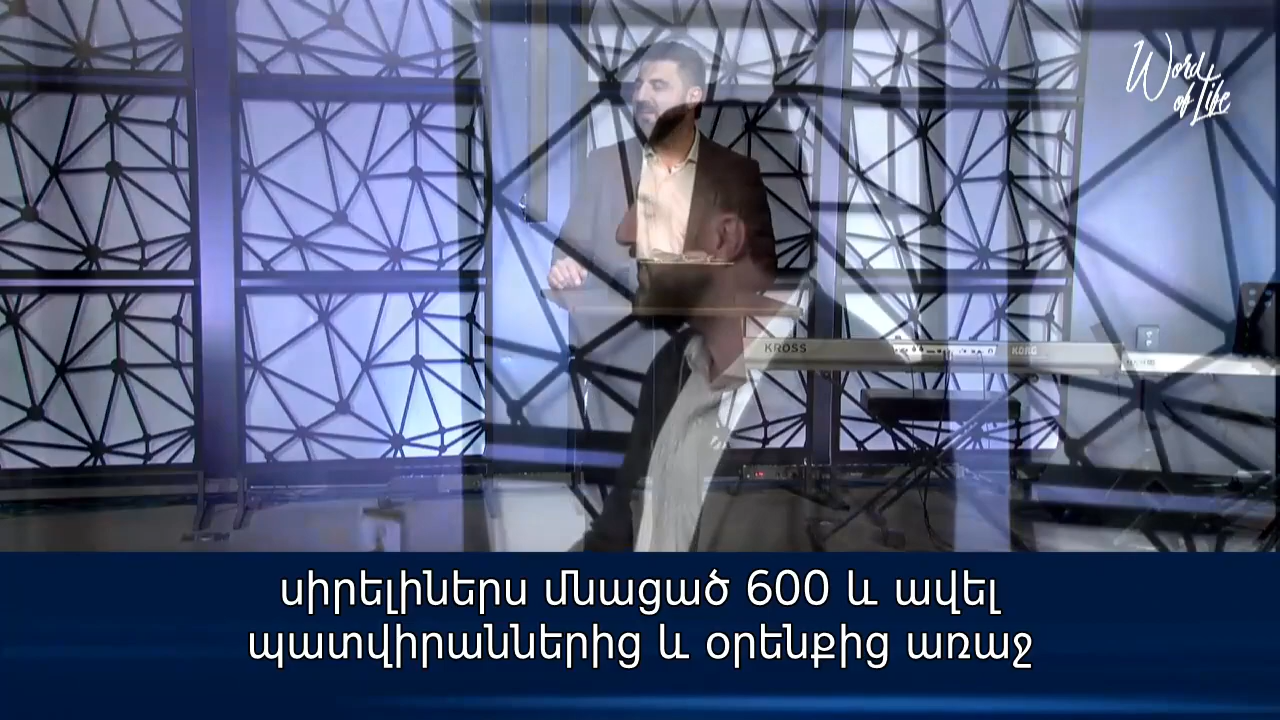 Word
of Life
KROSS
KORG
սիրելիներս մնացած 600 և ավել
պատվիրաններից և օրենքից առաջ